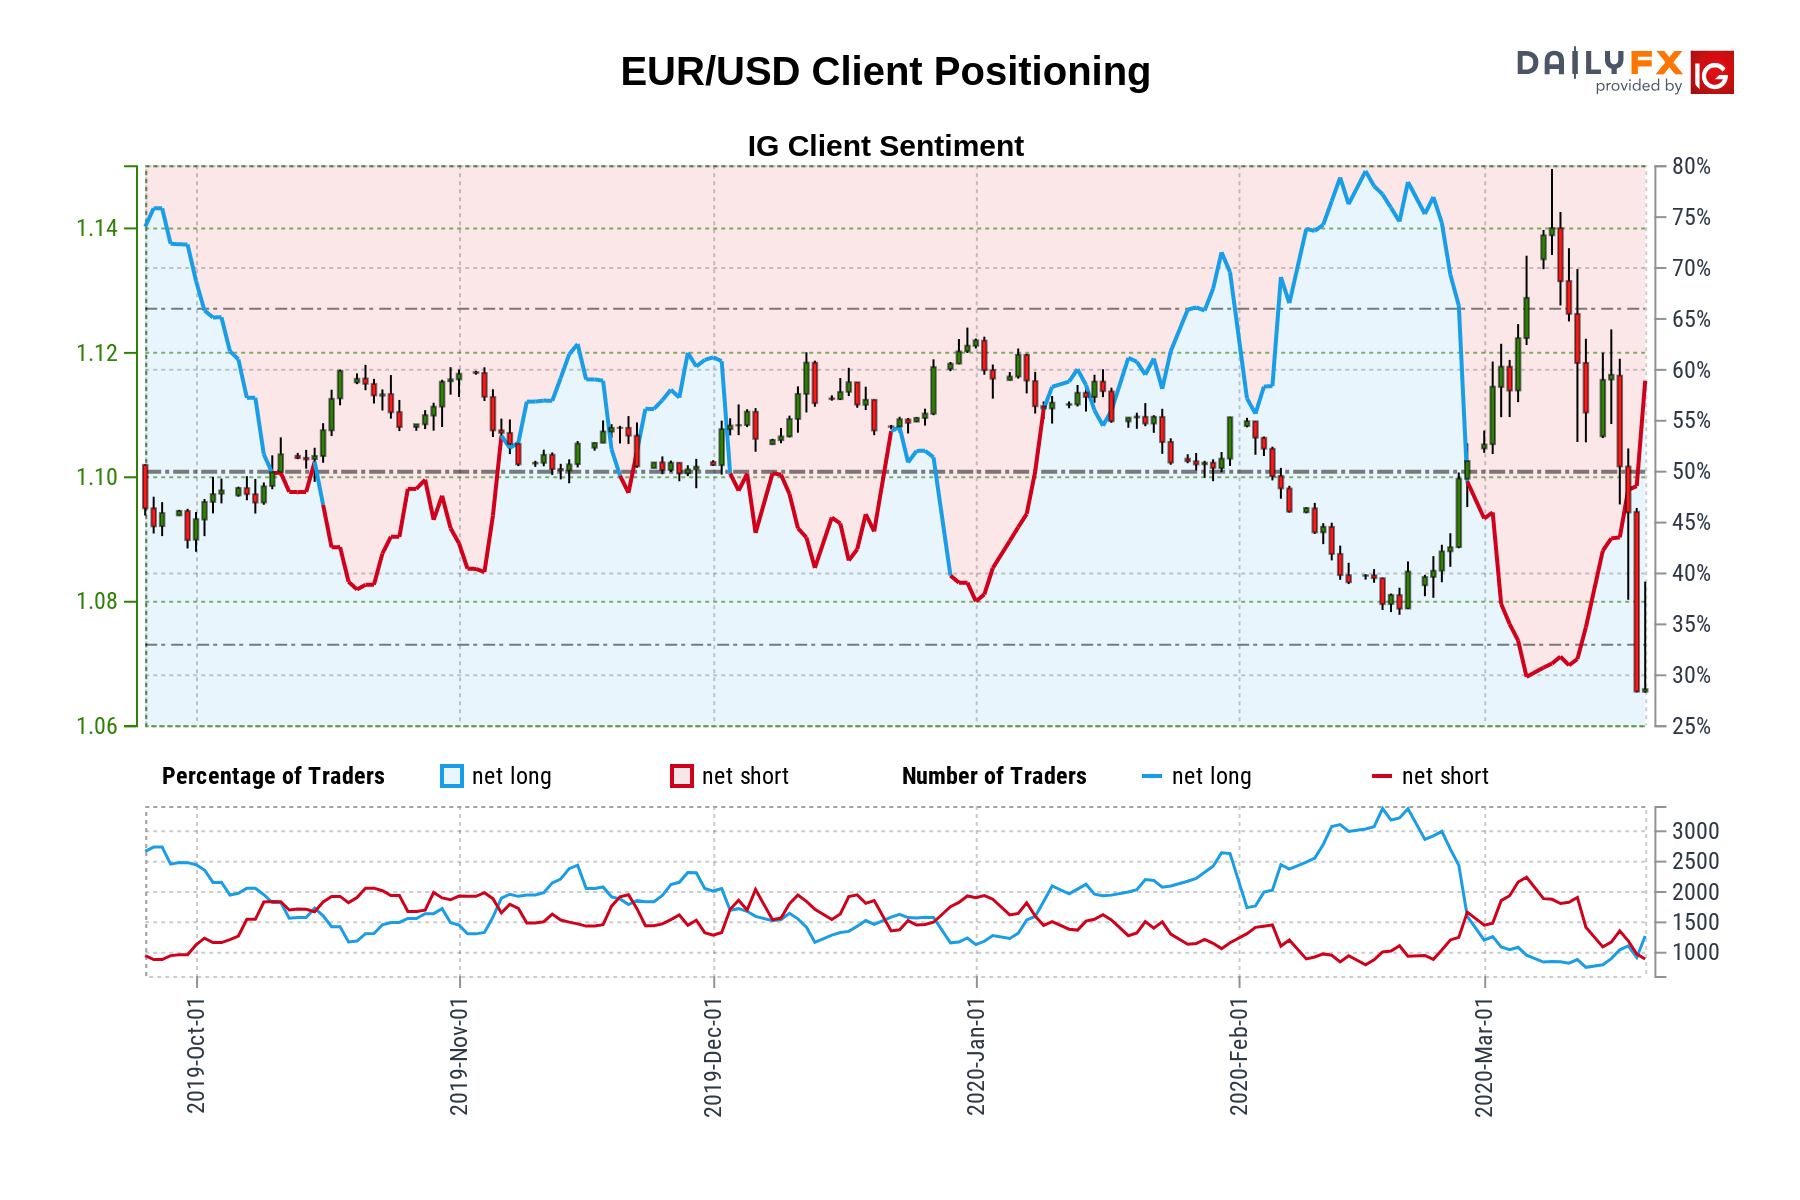 EUR/USD Client Positioning
DAILYFX
provided by IG
IG Client Sentiment
1.14
1.12
1.10
1.08
1.06
80%
75%
70%
65%
60%
55%
50%
45%
40%
35%
30%
25%
Percentage of Traders net long net short Number of Traders net long net short
3000
2500
2000
1500
1000
2019-Oct-01
2019-Nov-01
2019-Dec-01
2020-Jan-01
2020-Feb-01
2020-Mar-01